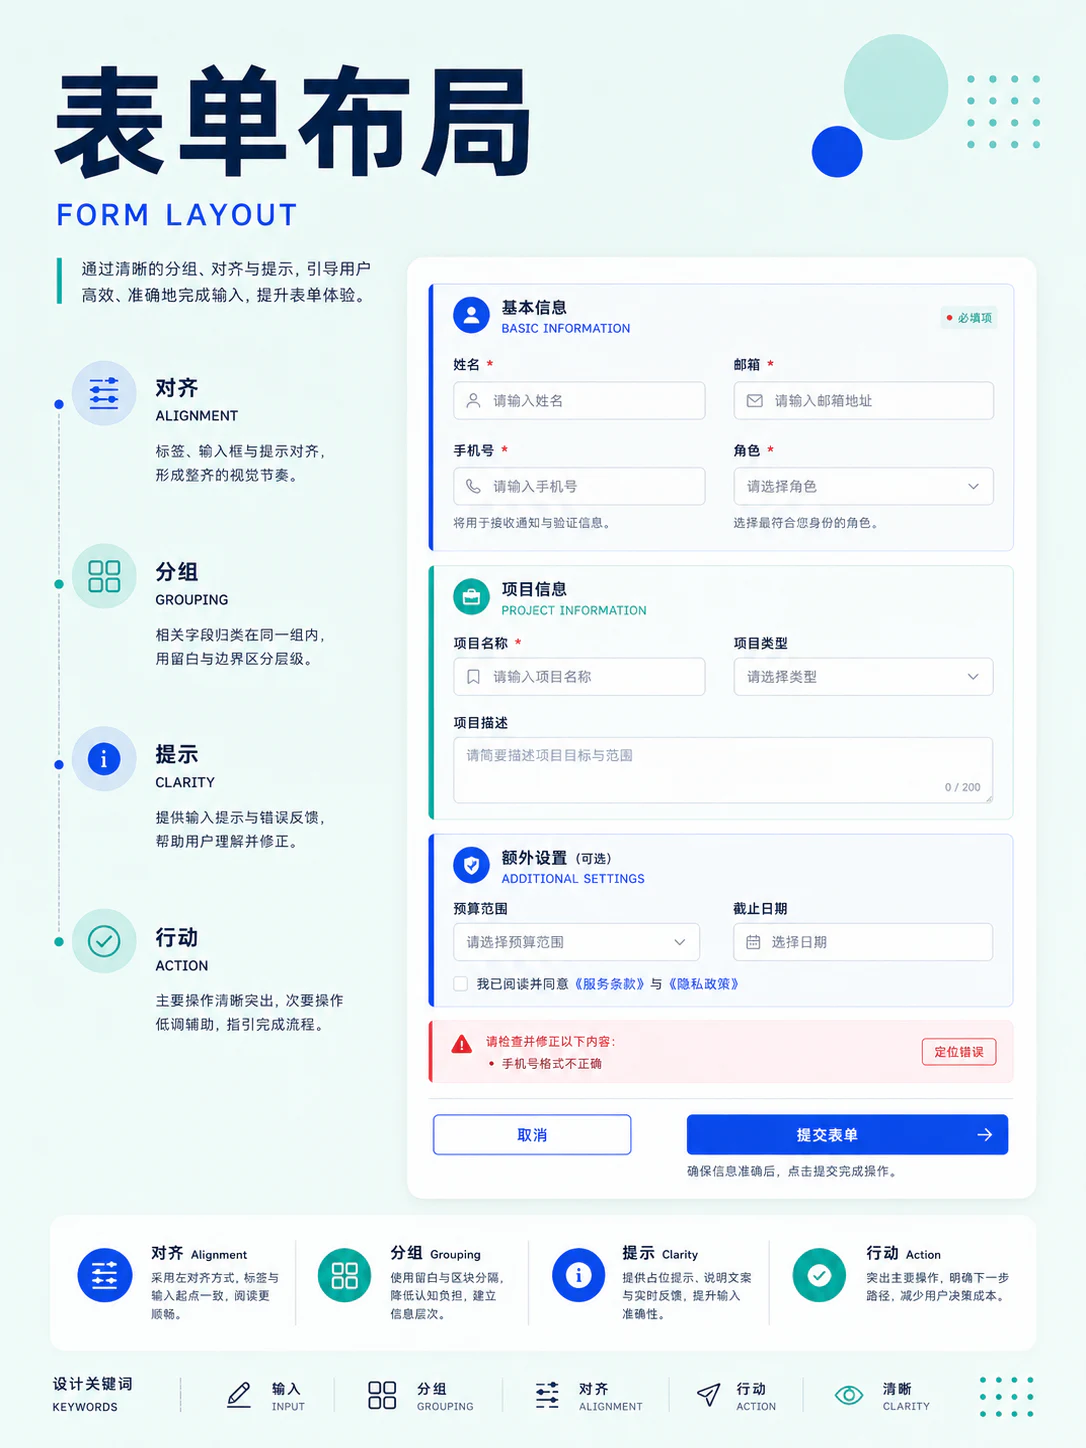 表单布局
FORM LAYOUT
通过清晰的分组、对齐与提示, 引导用户
高效、准确地完成输入, 提升表单体验。
对齐
ALIGNMENT
标签、输入框与提示对齐,
形成整齐的视觉节奏。
分组
GROUPING
相关字段归类在同一组内,
用留白与边界区分层级。
提示
CLARITY
提供输入提示与错误反馈,
帮助用户理解并修正。
行动
ACTION
主要操作清晰突出, 次要操作
低调辅助, 指引完成流程。
基本信息
BASIC INFORMATION
必填项
姓名 *
请输入姓名
邮箱 *
请输入邮箱地址
手机号 *
请输入手机号
将用于接收通知与验证信息。
角色 *
请选择角色
选择最符合您身份的角色。
项目信息
PROJECT INFORMATION
项目名称 *
请输入项目名称
项目类型
请选择类型
项目描述
请简要描述项目目标与范围
0 / 200
额外设置 (可选)
ADDITIONAL SETTINGS
预算范围
请选择预算范围
截止日期
选择日期
我已阅读并同意《服务条款》与《隐私政策》
请检查并修正以下内容:
• 手机号格式不正确
定位错误
取消
提交表单
确保信息准确后, 点击提交完成操作。
对齐 Alignment
采用左对齐方式, 标签与
输入起点一致, 阅读更
顺畅。
分组 Grouping
使用留白与区块分隔,
降低认知负担, 建立
信息层次。
提示 Clarity
提供占位提示、说明文案
与实时反馈, 提升输入
准确性。
行动 Action
突出主要操作, 明确下一步
路径, 减少用户决策成本。
设计关键词
KEYWORDS
输入
INPUT
分组
GROUPING
对齐
ALIGNMENT
行动
ACTION
清晰
CLARITY